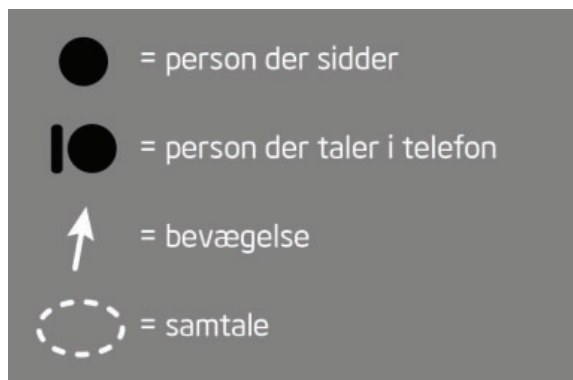 = person der sidder
= person der taler i telefon
= bevægelse
= samtale